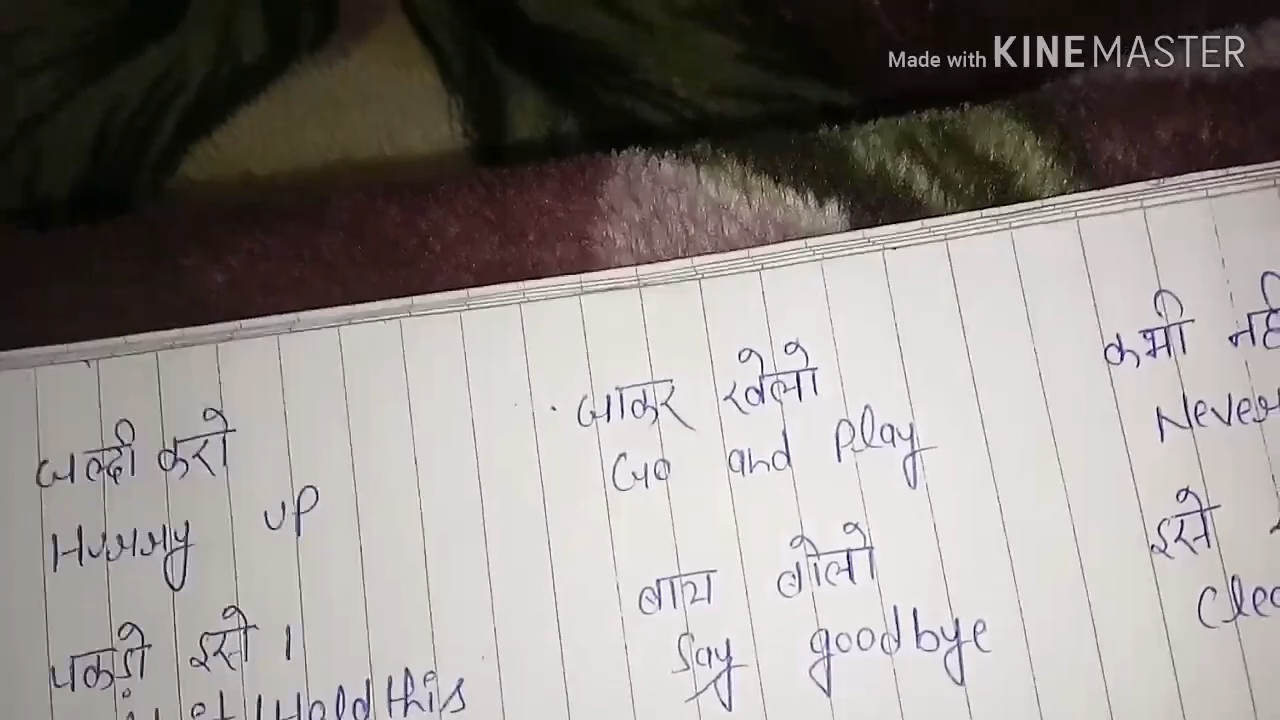 Made with KINEMASTER
जल्दी करो
Hurry up
पकड़ो इसे ।
Hold this
जाकर खेलो
Go and Play
बाय बोलो
Say goodbye
कभी
इसे